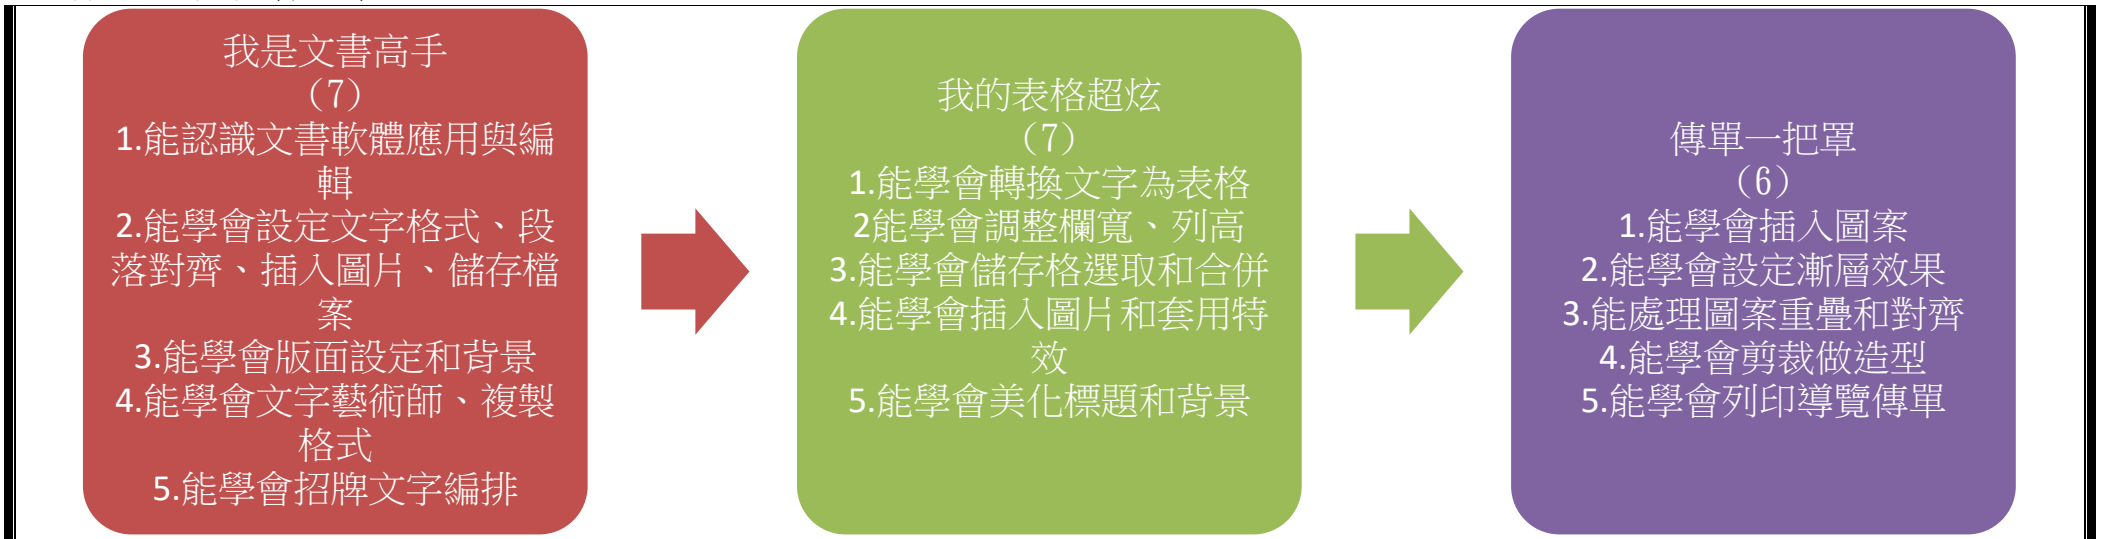 我是文書高手
（7）
1.能認識文書軟體應用與編
輯
2.能學會設定文字格式、段
落對齊、插入圖片、儲存檔
案
3.能學會版面設定和背景
4.能學會文字藝術師、複製
格式
5.能學會招牌文字編排
我的表格超炫
（7）
1.能學會轉換文字為表格
2能學會調整欄寬、列高
3.能學會儲存格選取和合併
4.能學會插入圖片和套用特
效
5.能學會美化標題和背景
傳單一把罩
（6）
1.能學會插入圖案
2.能學會設定漸層效果
3.能處理圖案重疊和對齊
4.能學會剪裁做造型
5.能學會列印導覽傳單